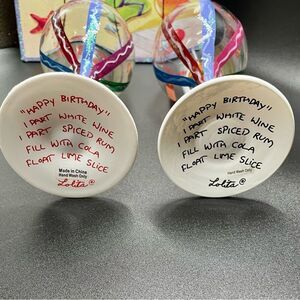 "HAPPY BIRTHDAY"
1 PART WHITE WINE
1 PART SPICED RUM
FILL WITH COLA
FLOAT LIME SLICE
Made in China
Hand Wash Only
Lolita ®
"HAPPY BIRTHDAY"
1 PART WHITE WINE
1 PART SPICED RUM
FILL WITH COLA
FLOAT LIME SLICE
Hand Wash Only
Lolita ®